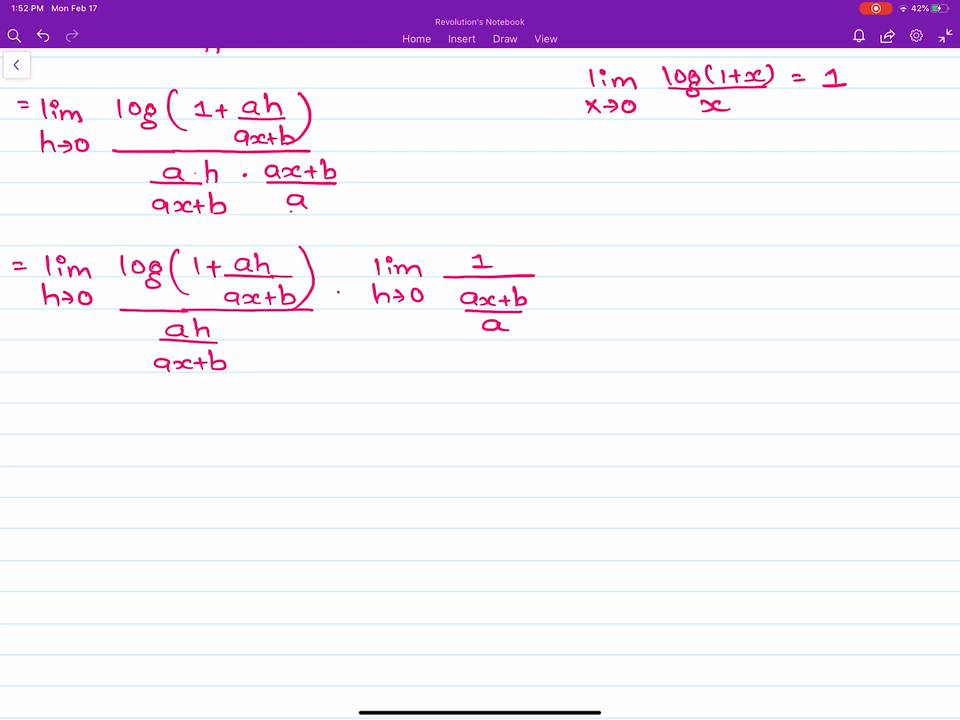 1:52 PM Mon Feb 17
42%
Revolution's Notebook
Home Insert Draw View
lim log(1+x) = 1
x→0 x
= lim log(1+ ah
h→0 ax+b)
a·h · ax+b
ax+b a
= lim log(1+ ah lim 1
h→0 ax+b) · h→0 ax+b
ah a
ax+b